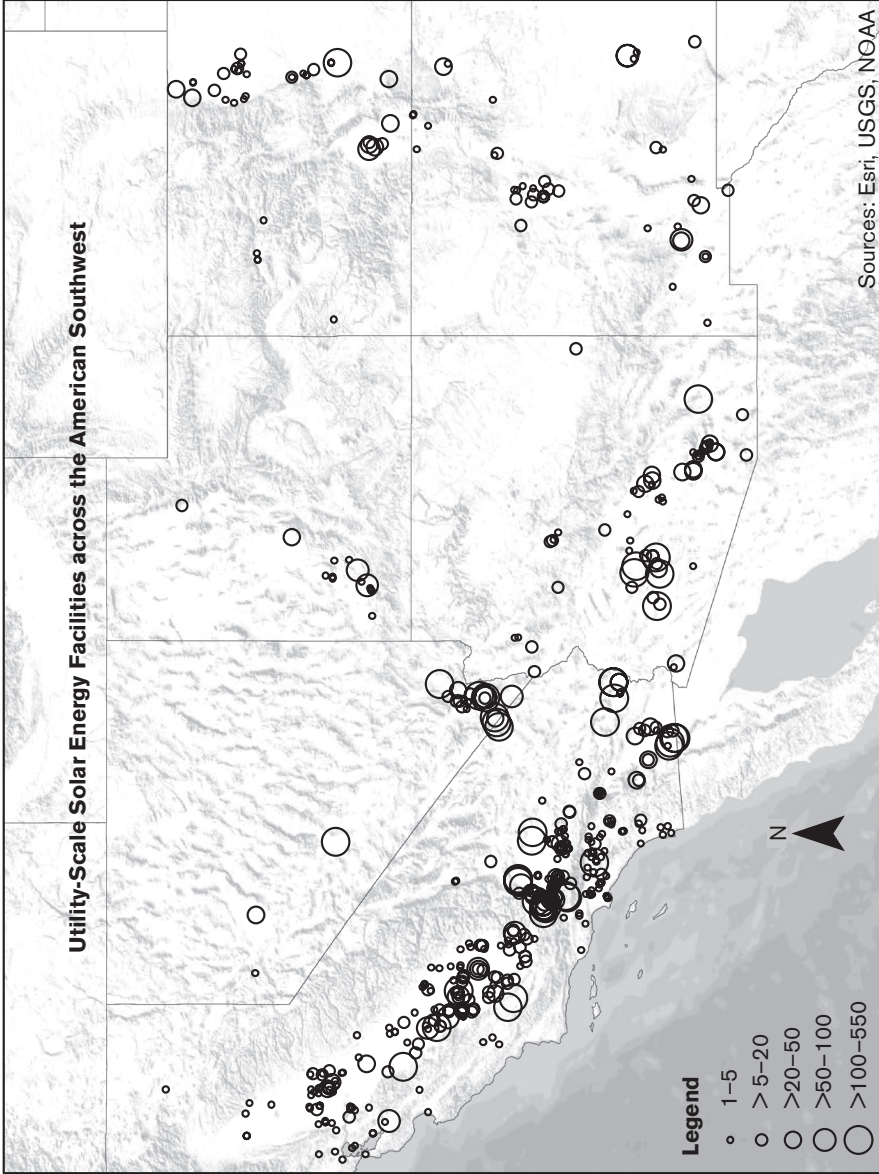 Utility-Scale Solar Energy Facilities across the American Southwest
N
Legend
1–5
> 5–20
>20–50
>50–100
>100–550
Sources: Esri, USGS, NOAA